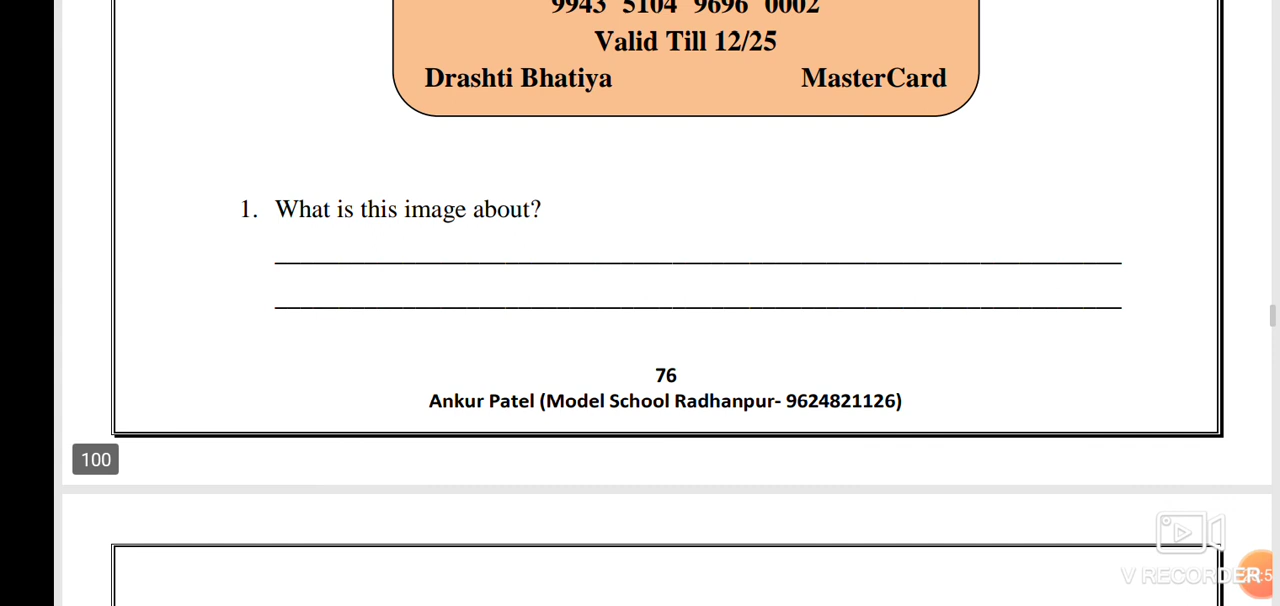 9943 5104 9696 0002
Valid Till 12/25
Drashti Bhatiya MasterCard
1. What is this image about?
76
Ankur Patel (Model School Radhanpur- 9624821126)
100
V RECORDER